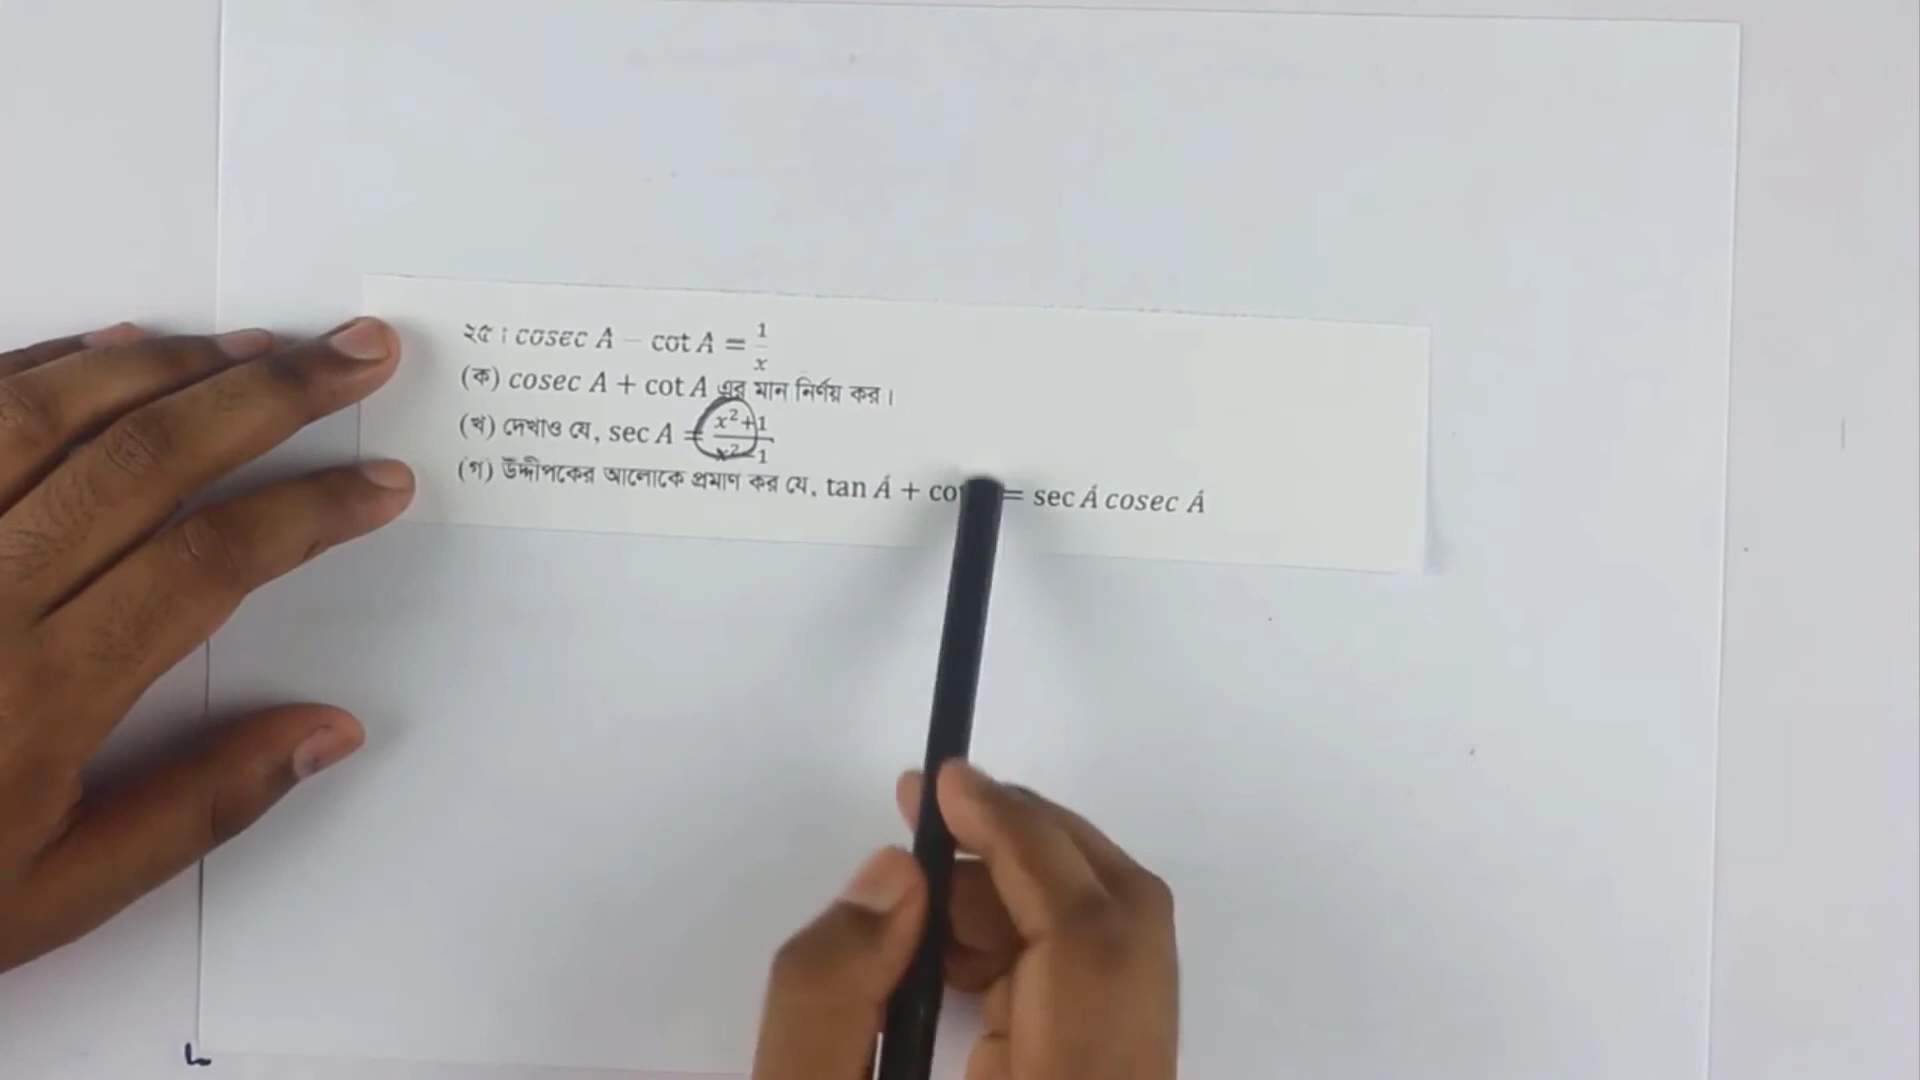 ২৫। cosec A − cot A = 1/x
(ক) cosec A + cot A এর মান নির্ণয় কর।
(খ) দেখাও যে, sec A = x²+1/x²−1
(গ) উদ্দীপকের আলোকে প্রমাণ কর যে, tan Á + = sec Á cosec Á